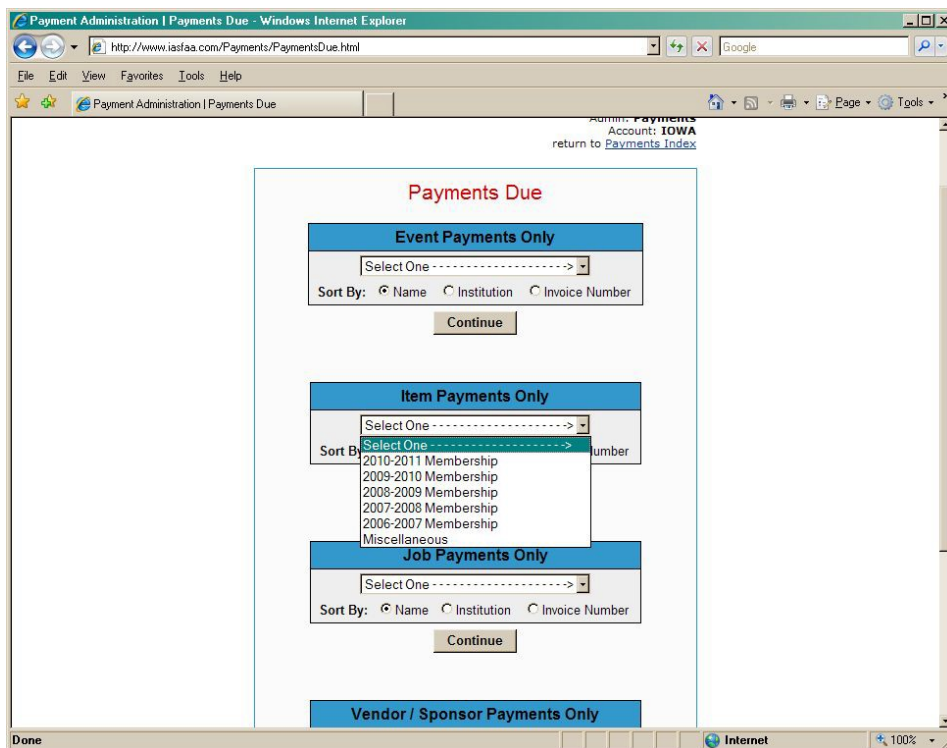 Payment Administration | Payments Due - Windows Internet Explorer
http://www.iasfaa.com/Payments/PaymentsDue.html
Google
File Edit View Favorites Tools Help
Payment Administration | Payments Due
Page Tools
Admin: Payments
Account: IOWA
return to Payments Index
Payments Due
Event Payments Only
Select One - - - - - - - - - - - - - - - - - - - ->
Sort By: Name Institution Invoice Number
Continue
Item Payments Only
Select One - - - - - - - - - - - - - - - - - - - ->
Select One - - - - - - - - - - - - - - - - - - - ->
Sort By
2010-2011 Membership
2009-2010 Membership
2008-2009 Membership
2007-2008 Membership
2006-2007 Membership
Miscellaneous
Job Payments Only
Select One - - - - - - - - - - - - - - - - - - - ->
Sort By: Name Institution Invoice Number
Continue
Vendor / Sponsor Payments Only
Done Internet 100%